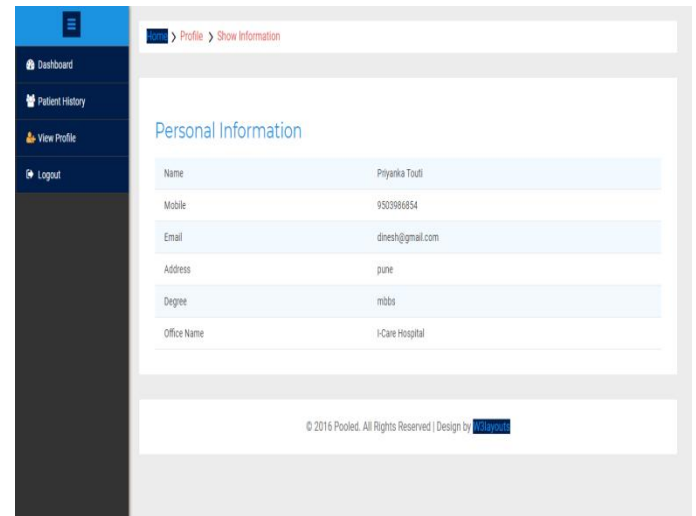 Home > Profile > Show Information
Dashboard
Patient History
View Profile
Logout
Personal Information
Name Priyanka Touti
Mobile 9503986854
Email dinesh@gmail.com
Address pune
Degree mbbs
Office Name I-Care Hospital
© 2016 Pooled. All Rights Reserved | Design by W3layouts